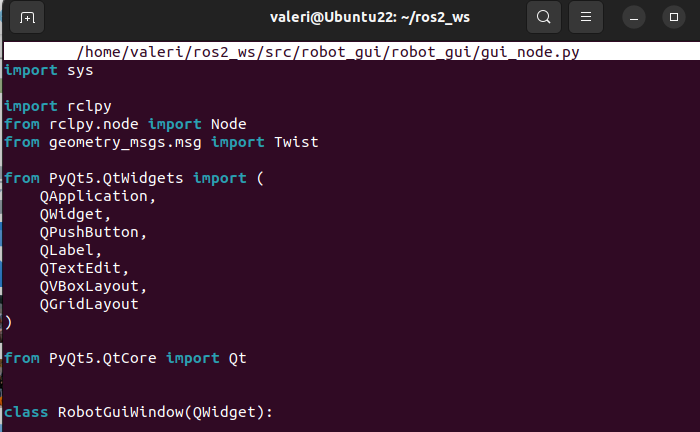 valeri@Ubuntu22: ~/ros2_ws
/home/valeri/ros2_ws/src/robot_gui/robot_gui/gui_node.py
import sys
import rclpy
from rclpy.node import Node
from geometry_msgs.msg import Twist
from PyQt5.QtWidgets import (
    QApplication,
    QWidget,
    QPushButton,
    QLabel,
    QTextEdit,
    QVBoxLayout,
    QGridLayout
)
from PyQt5.QtCore import Qt
class RobotGuiWindow(QWidget):